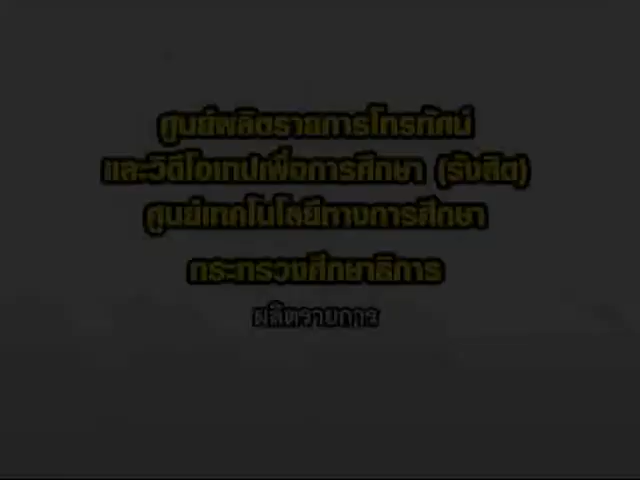 ศูนย์ผลิตรายการโทรทัศน์
และวิดีโอเทปเพื่อการศึกษา (รังสิต)
ศูนย์เทคโนโลยีทางการศึกษา
กระทรวงศึกษาธิการ
ผลิตรายการ